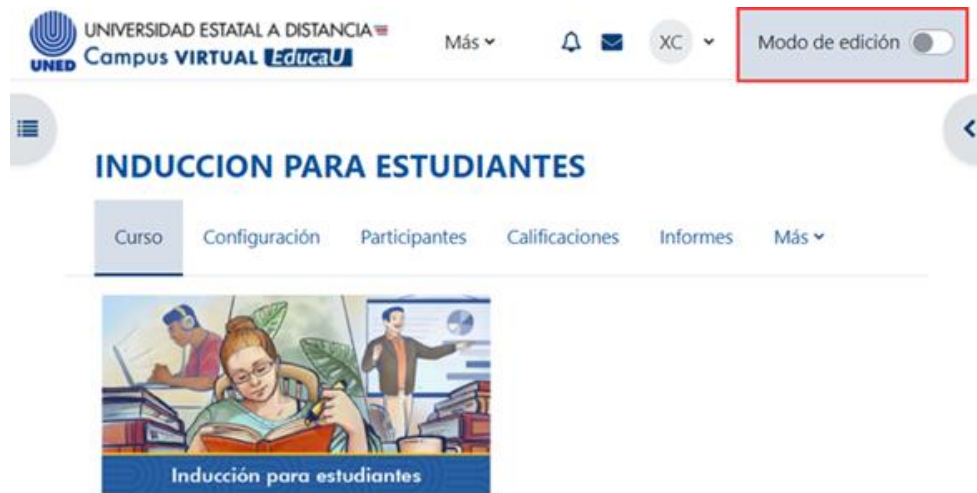 UNIVERSIDAD ESTATAL A DISTANCIA
UNED
Campus VIRTUAL EducaU
Más
XC
Modo de edición
INDUCCION PARA ESTUDIANTES
Curso
Configuración
Participantes
Calificaciones
Informes
Más
Inducción para estudiantes